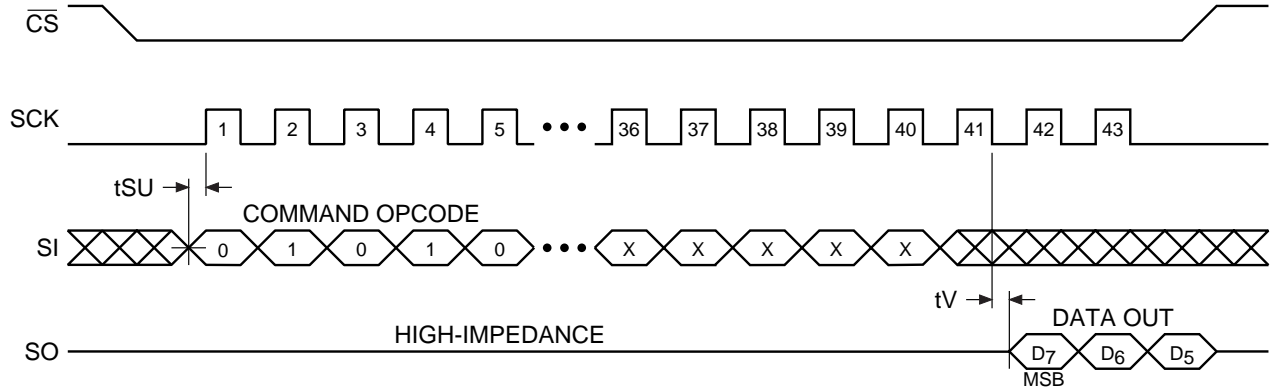 CS
SCK 1 2 3 4 5 ••• 36 37 38 39 40 41 42 43
tSU
COMMAND OPCODE
SI 0 1 0 1 0 ••• X X X X X
tV
DATA OUT
HIGH-IMPEDANCE
SO D7 D6 D5
MSB